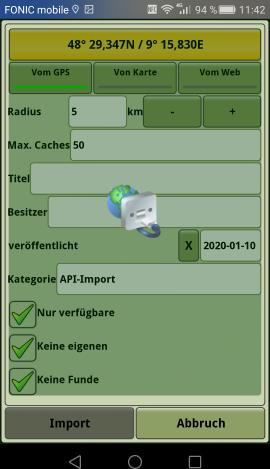 FONIC mobile 94 % 11:42
48° 29,347N / 9° 15,830E
Vom GPS Von Karte Vom Web
Radius 5 km - +
Max. Caches 50
Titel
Besitzer
veröffentlicht X 2020-01-10
Kategorie API-Import
Nur verfügbare
Keine eigenen
Keine Funde
Import Abbruch